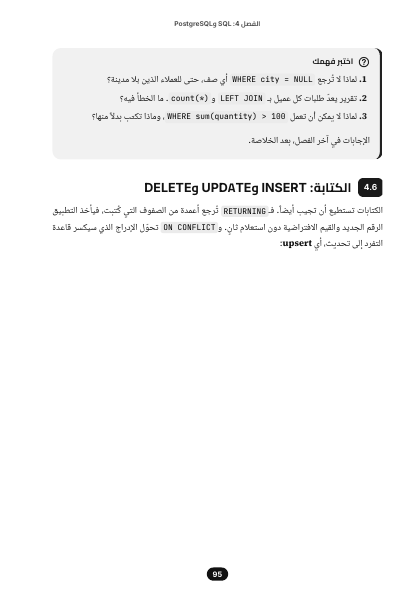 الفصل 4: SQL وPostgreSQL
اختبر فهمك
1. لماذا لا تُرجع WHERE city = NULL أي صف، حتى للعملاء الذين بلا مدينة؟
2. تقرير يعدّ طلبات كل عميل بـ LEFT JOIN و count(*) . ما الخطأ فيه؟
3. لماذا لا يمكن أن تعمل WHERE sum(quantity) > 100 ، وماذا تكتب بدلاً منها؟
الإجابات في آخر الفصل، بعد الخلاصة.
4.6 الكتابة: INSERT وUPDATE وDELETE
الكتابات تستطيع أن تجيب أيضاً. فـ RETURNING تُرجع أعمدة من الصفوف التي كُتبت، فيأخذ التطبيق
الرقم الجديد والقيم الافتراضية دون استعلام ثانٍ. و ON CONFLICT تحوّل الإدراج الذي سيكسر قاعدة
التفرد إلى تحديث، أي upsert:
95